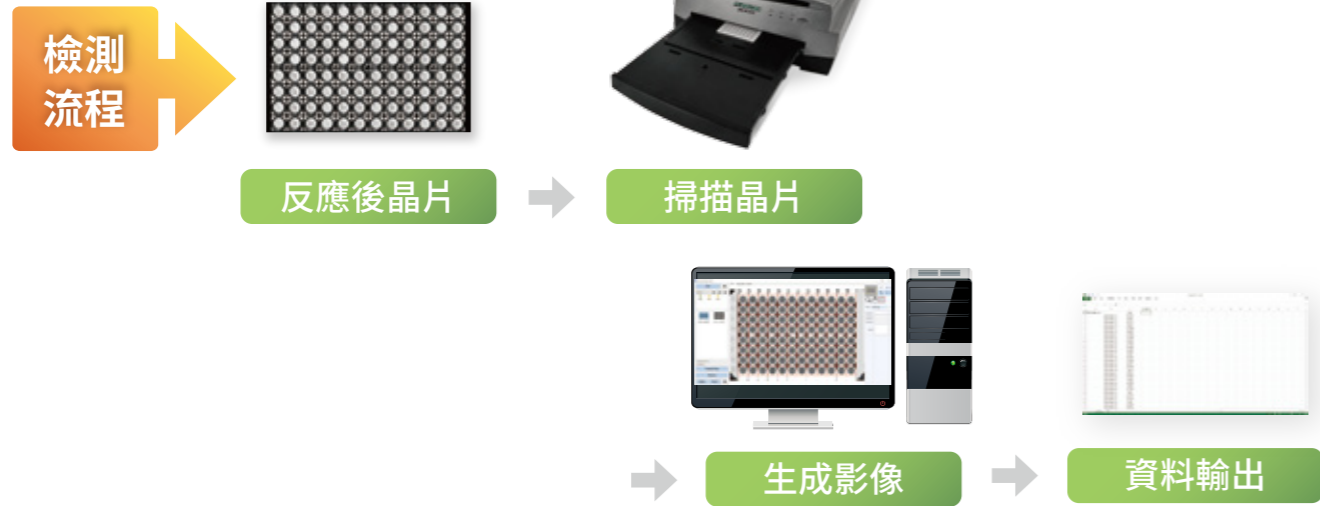 檢測
流程
反應後晶片
掃描晶片
生成影像
資料輸出